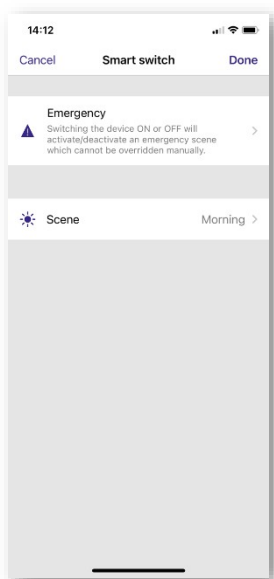 14:12
Cancel Smart switch Done
Emergency
Switching the device ON or OFF will
activate/deactivate an emergency scene
which cannot be overridden manually.
Scene Morning